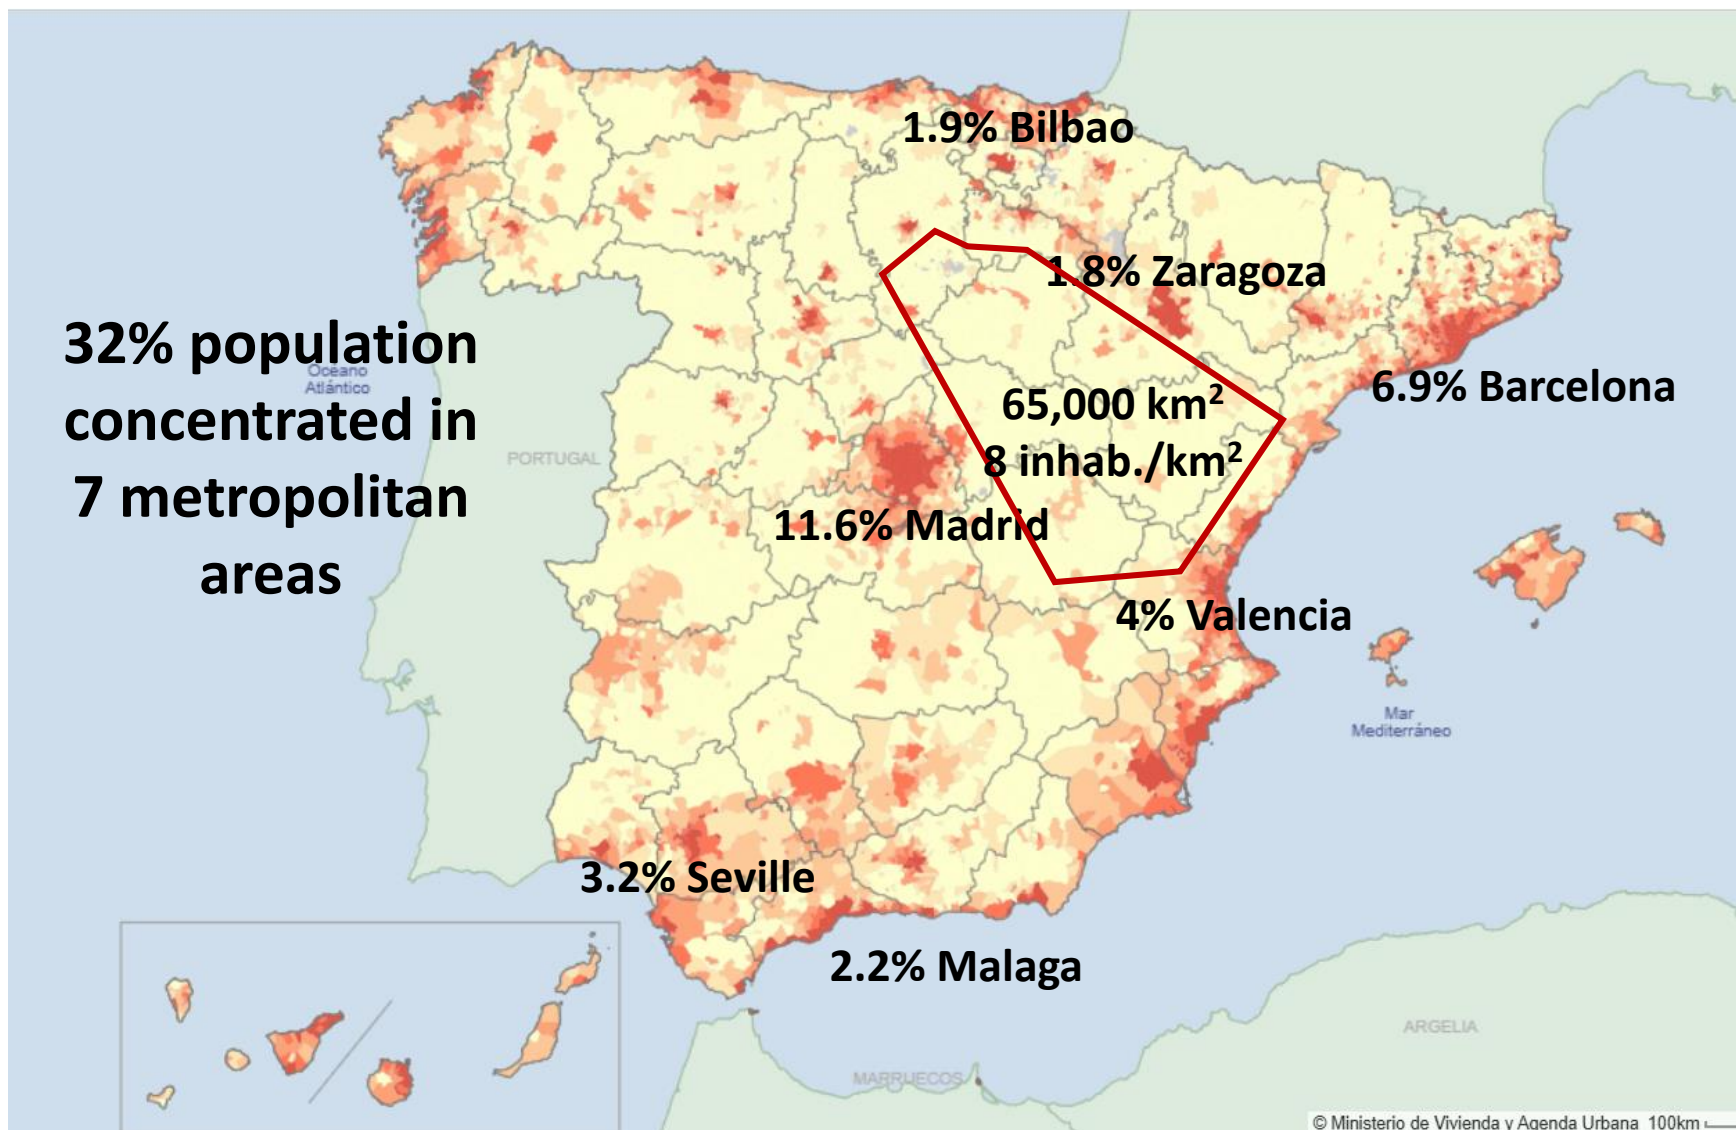 1.9% Bilbao
1.8% Zaragoza
32% population
concentrated in
7 metropolitan
areas
Océano
Atlántico
6.9% Barcelona
65,000 km²
8 inhab./km²
PORTUGAL
11.6% Madrid
4% Valencia
Mar
Mediterráneo
3.2% Seville
2.2% Malaga
ARGELIA
MARRUECOS
© Ministerio de Vivienda y Agenda Urbana 100km